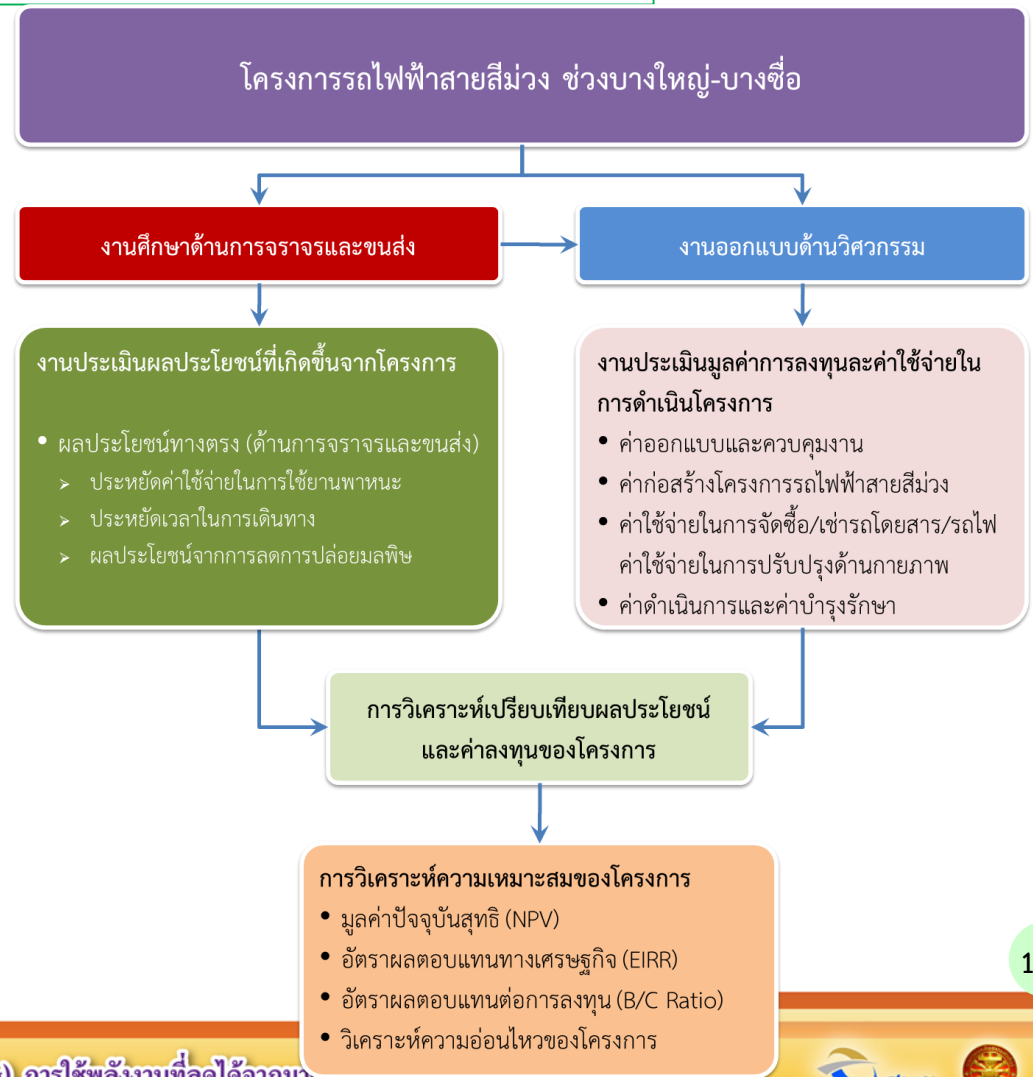 โครงการรถไฟฟ้าสายสีม่วง ช่วงบางใหญ่-บางซื่อ
งานศึกษาด้านการจราจรและขนส่ง
งานออกแบบด้านวิศวกรรม
งานประเมินผลประโยชน์ที่เกิดขึ้นจากโครงการ
• ผลประโยชน์ทางตรง (ด้านการจราจรและขนส่ง)
➢ ประหยัดค่าใช้จ่ายในการใช้ยานพาหนะ
➢ ประหยัดเวลาในการเดินทาง
➢ ผลประโยชน์จากการลดการปล่อยมลพิษ
งานประเมินมูลค่าการลงทุนละค่าใช้จ่ายใน
การดำเนินโครงการ
• ค่าออกแบบและควบคุมงาน
• ค่าก่อสร้างโครงการรถไฟฟ้าสายสีม่วง
• ค่าใช้จ่ายในการจัดซื้อ/เช่ารถโดยสาร/รถไฟ
ค่าใช้จ่ายในการปรับปรุงด้านกายภาพ
• ค่าดำเนินการและค่าบำรุงรักษา
การวิเคราะห์เปรียบเทียบผลประโยชน์
และค่าลงทุนของโครงการ
การวิเคราะห์ความเหมาะสมของโครงการ
• มูลค่าปัจจุบันสุทธิ (NPV)
• อัตราผลตอบแทนทางเศรษฐกิจ (EIRR)
• อัตราผลตอบแทนต่อการลงทุน (B/C Ratio)
• วิเคราะห์ความอ่อนไหวของโครงการ
1
การใช้พลังงานที่ลดได้จาก